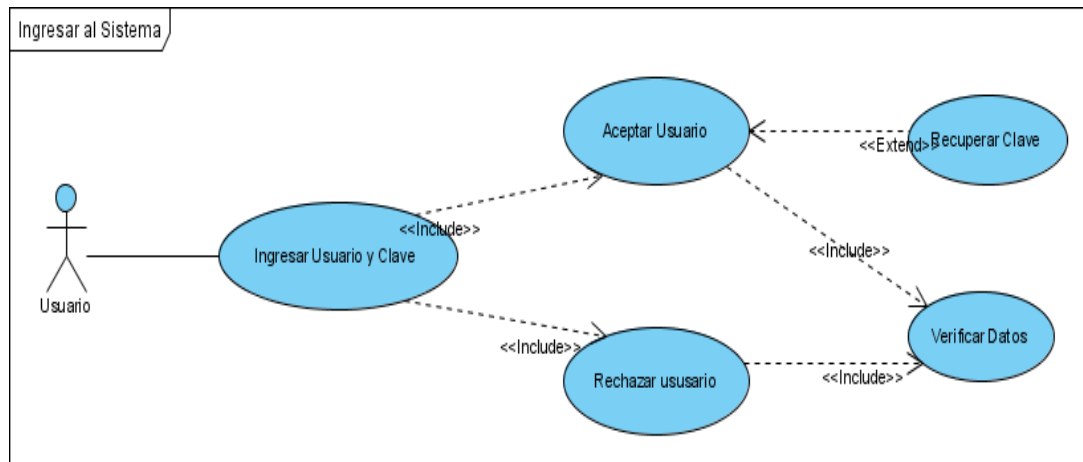 Ingresar al Sistema
Aceptar Usuario
<<Extend>>
Recuperar Clave
<<Include>>
Ingresar Usuario y Clave
<<Include>>
Usuario
<<Include>>
Verificar Datos
Rechazar ususario
<<Include>>